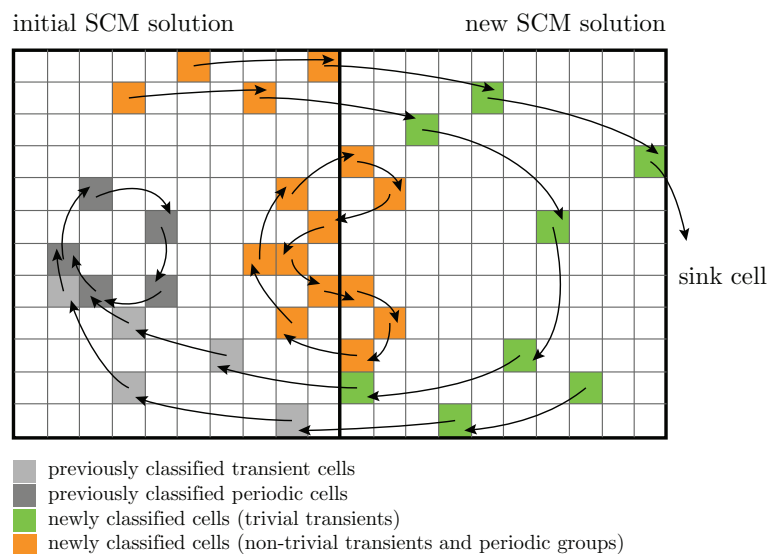 initial SCM solution
new SCM solution
sink cell
previously classified transient cells
previously classified periodic cells
newly classified cells (trivial transients)
newly classified cells (non-trivial transients and periodic groups)